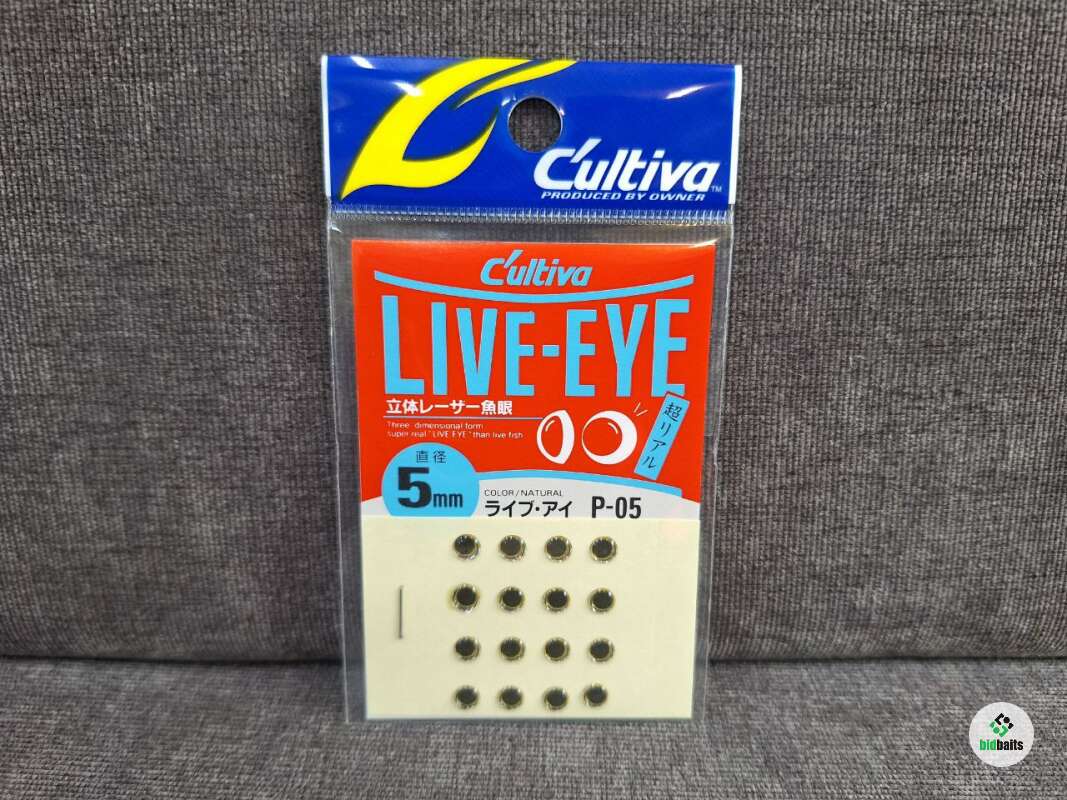 C'ultiva™
PRODUCED BY OWNER
C'ultiva
LIVE-EYE
立体レーザー魚眼
Three dimensional form
super real "LIVE EYE" than live fish
超リアル
直径
5mm
COLOR/NATURAL
ライブ・アイ P-05
bidbaits